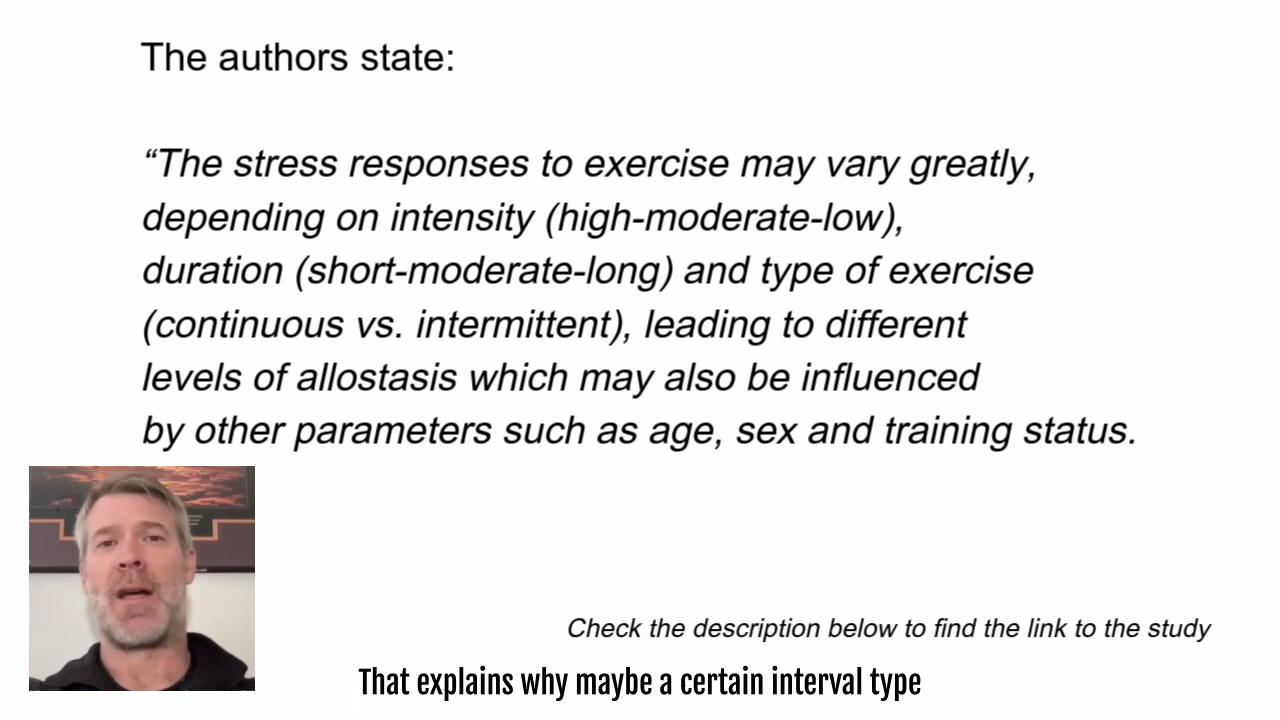 The authors state:
“The stress responses to exercise may vary greatly,
depending on intensity (high-moderate-low),
duration (short-moderate-long) and type of exercise
(continuous vs. intermittent), leading to different
levels of allostasis which may also be influenced
by other parameters such as age, sex and training status.
Check the description below to find the link to the study
That explains why maybe a certain interval type